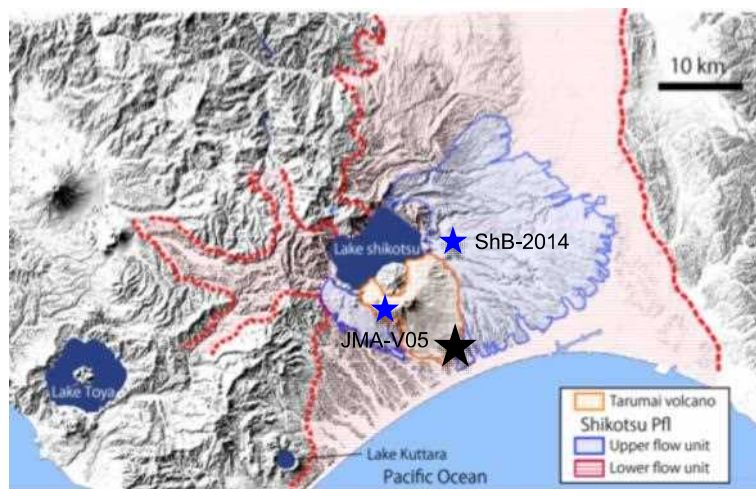 10 km
Lake shikotsu
ShB-2014
JMA-V05
Lake Toya
Tarumai volcano
Shikotsu Pfl
Upper flow unit
Lower flow unit
Lake Kuttara
Pacific Ocean